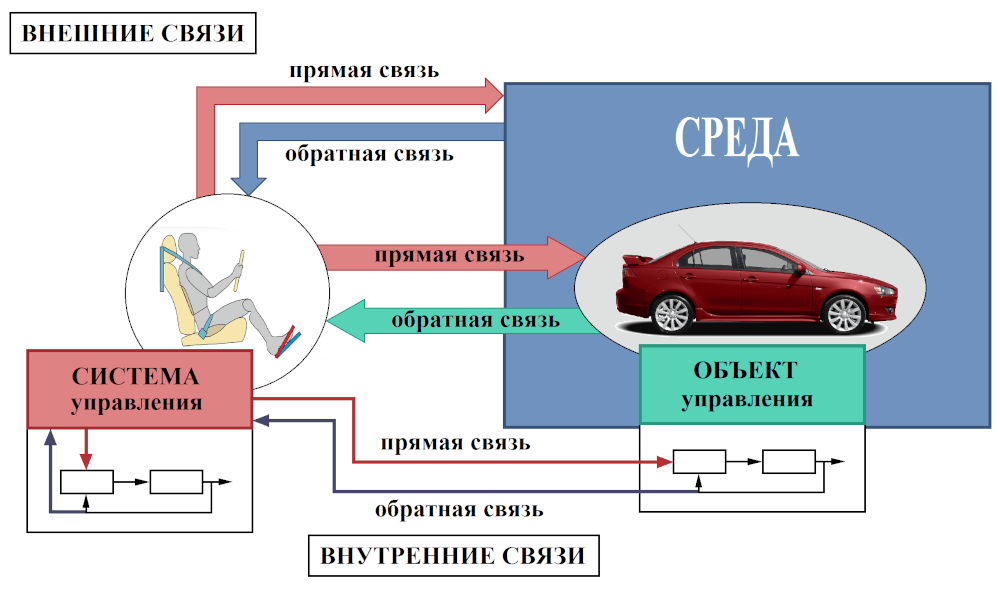 ВНЕШНИЕ СВЯЗИ
прямая связь
обратная связь
СРЕДА
прямая связь
обратная связь
СИСТЕМА
управления
ОБЪЕКТ
управления
прямая связь
обратная связь
ВНУТРЕННИЕ СВЯЗИ